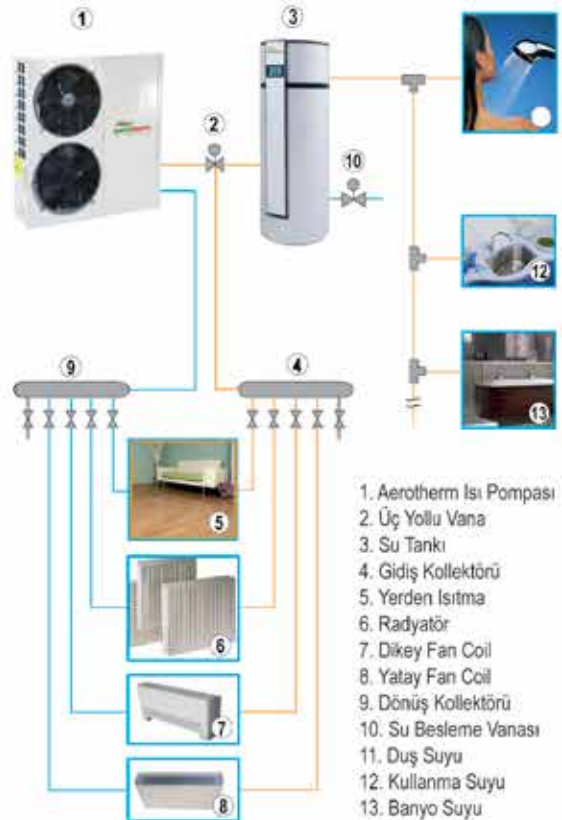 1
3
2
10
12
9
4
13
5
6
7
8
1. Aerotherm Isı Pompası
2. Üç Yollu Vana
3. Su Tankı
4. Gidiş Kollektörü
5. Yerden Isıtma
6. Radyatör
7. Dikey Fan Coil
8. Yatay Fan Coil
9. Dönüş Kollektörü
10. Su Besleme Vanası
11. Duş Suyu
12. Kullanma Suyu
13. Banyo Suyu